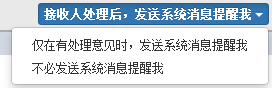 接收人处理后，发送系统消息提醒我
仅在有处理意见时，发送系统消息提醒我
不必发送系统消息提醒我